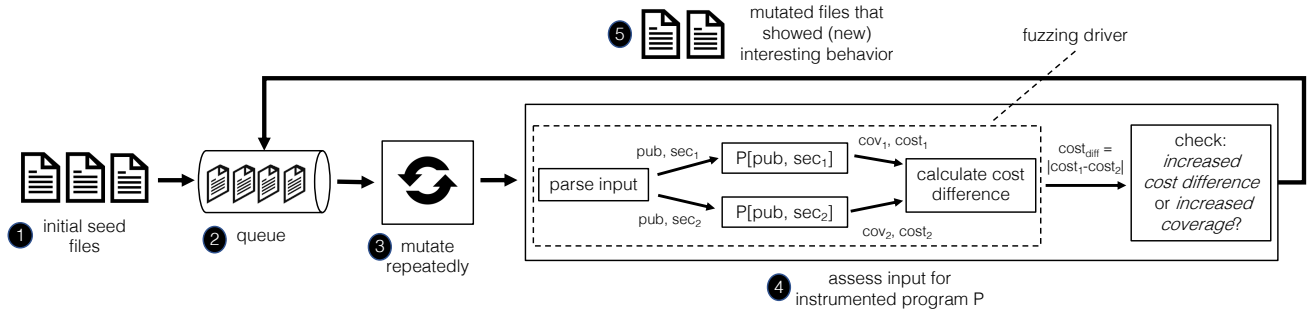 5
mutated files that
showed (new)
interesting behavior
fuzzing driver
1
initial seed
files
2
queue
3
mutate
repeatedly
parse input
pub, sec1
pub, sec2
P[pub, sec1]
P[pub, sec2]
cov1, cost1
cov2, cost2
calculate cost
difference
costdiff =
|cost1-cost2|
check:
increased
cost difference
or increased
coverage?
4
assess input for
instrumented program P